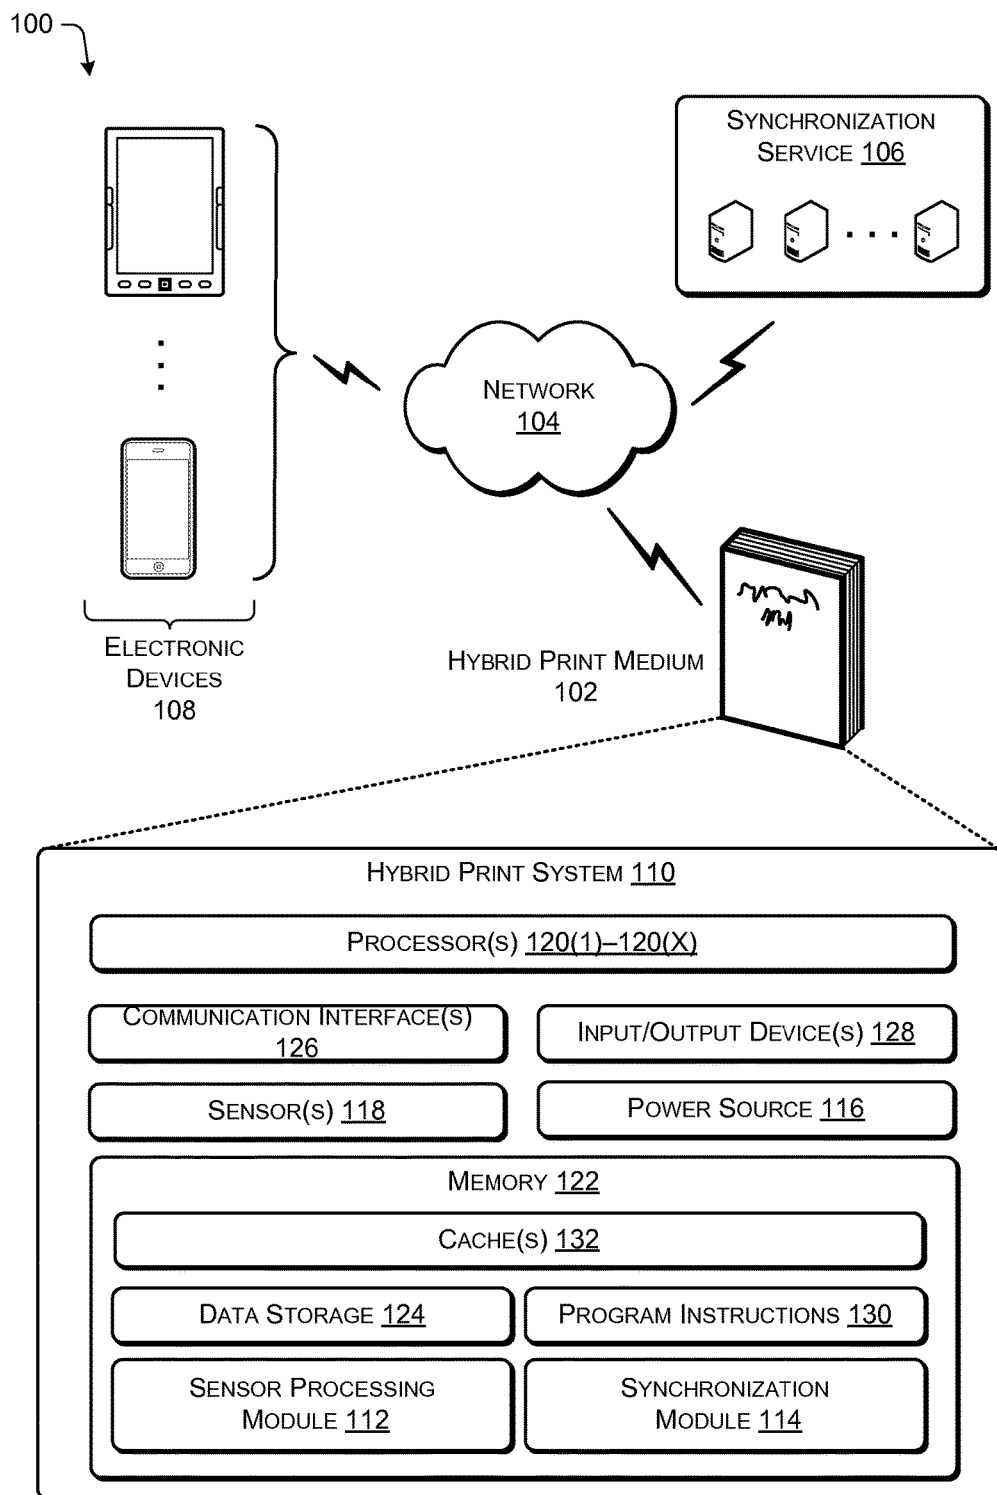 100
SYNCHRONIZATION
SERVICE 106
NETWORK
104
ELECTRONIC
DEVICES
108
HYBRID PRINT MEDIUM
102
HYBRID PRINT SYSTEM 110
PROCESSOR(S) 120(1)–120(X)
COMMUNICATION INTERFACE(S)
126
INPUT/OUTPUT DEVICE(S) 128
SENSOR(S) 118
POWER SOURCE 116
MEMORY 122
CACHE(S) 132
DATA STORAGE 124
PROGRAM INSTRUCTIONS 130
SENSOR PROCESSING
MODULE 112
SYNCHRONIZATION
MODULE 114